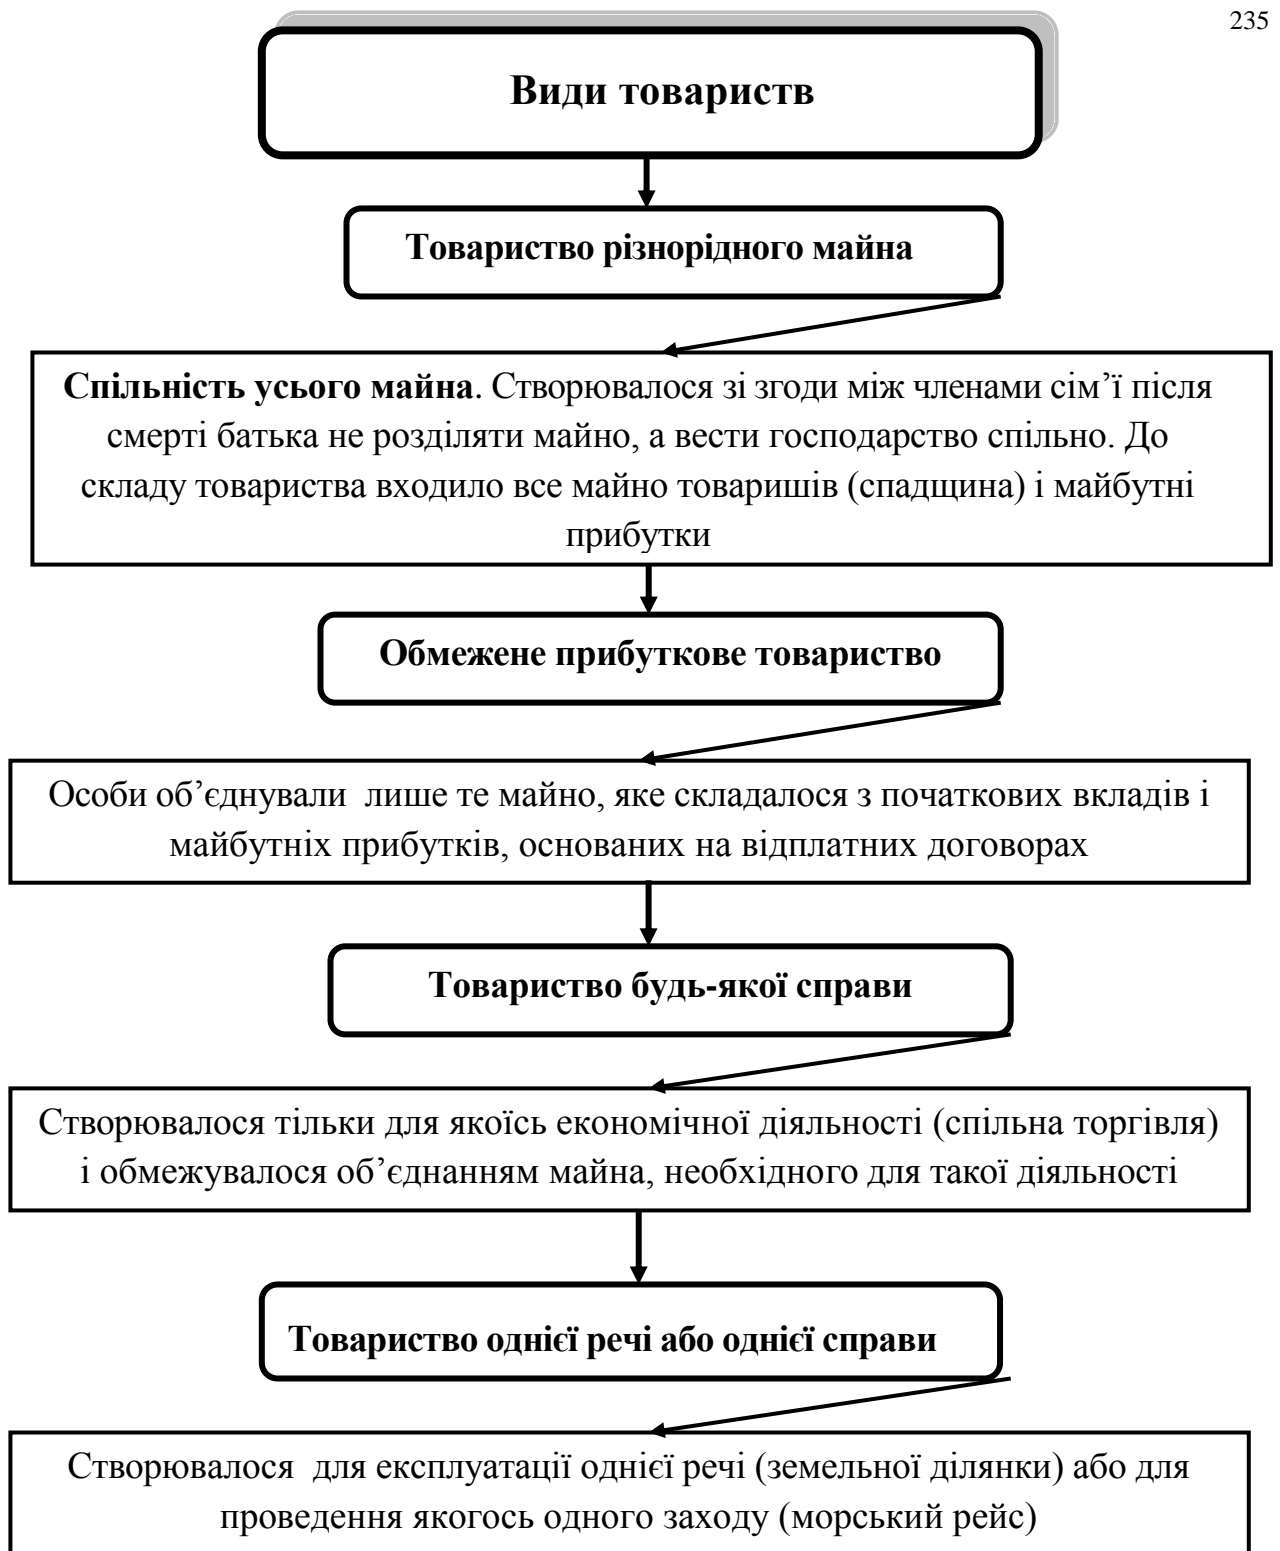 235
Види товариств
Товариство різнорідного майна
Спільність усього майна. Створювалося зі згоди між членами сім’ї після
смерті батька не розділяти майно, а вести господарство спільно. До
складу товариства входило все майно товаришів (спадщина) і майбутні
прибутки
Обмежене прибуткове товариство
Особи об’єднували лише те майно, яке складалося з початкових вкладів і
майбутніх прибутків, основаних на відплатних договорах
Товариство будь-якої справи
Створювалося тільки для якоїсь економічної діяльності (спільна торгівля)
і обмежувалося об’єднанням майна, необхідного для такої діяльності
Товариство однієї речі або однієї справи
Створювалося для експлуатації однієї речі (земельної ділянки) або для
проведення якогось одного заходу (морський рейс)